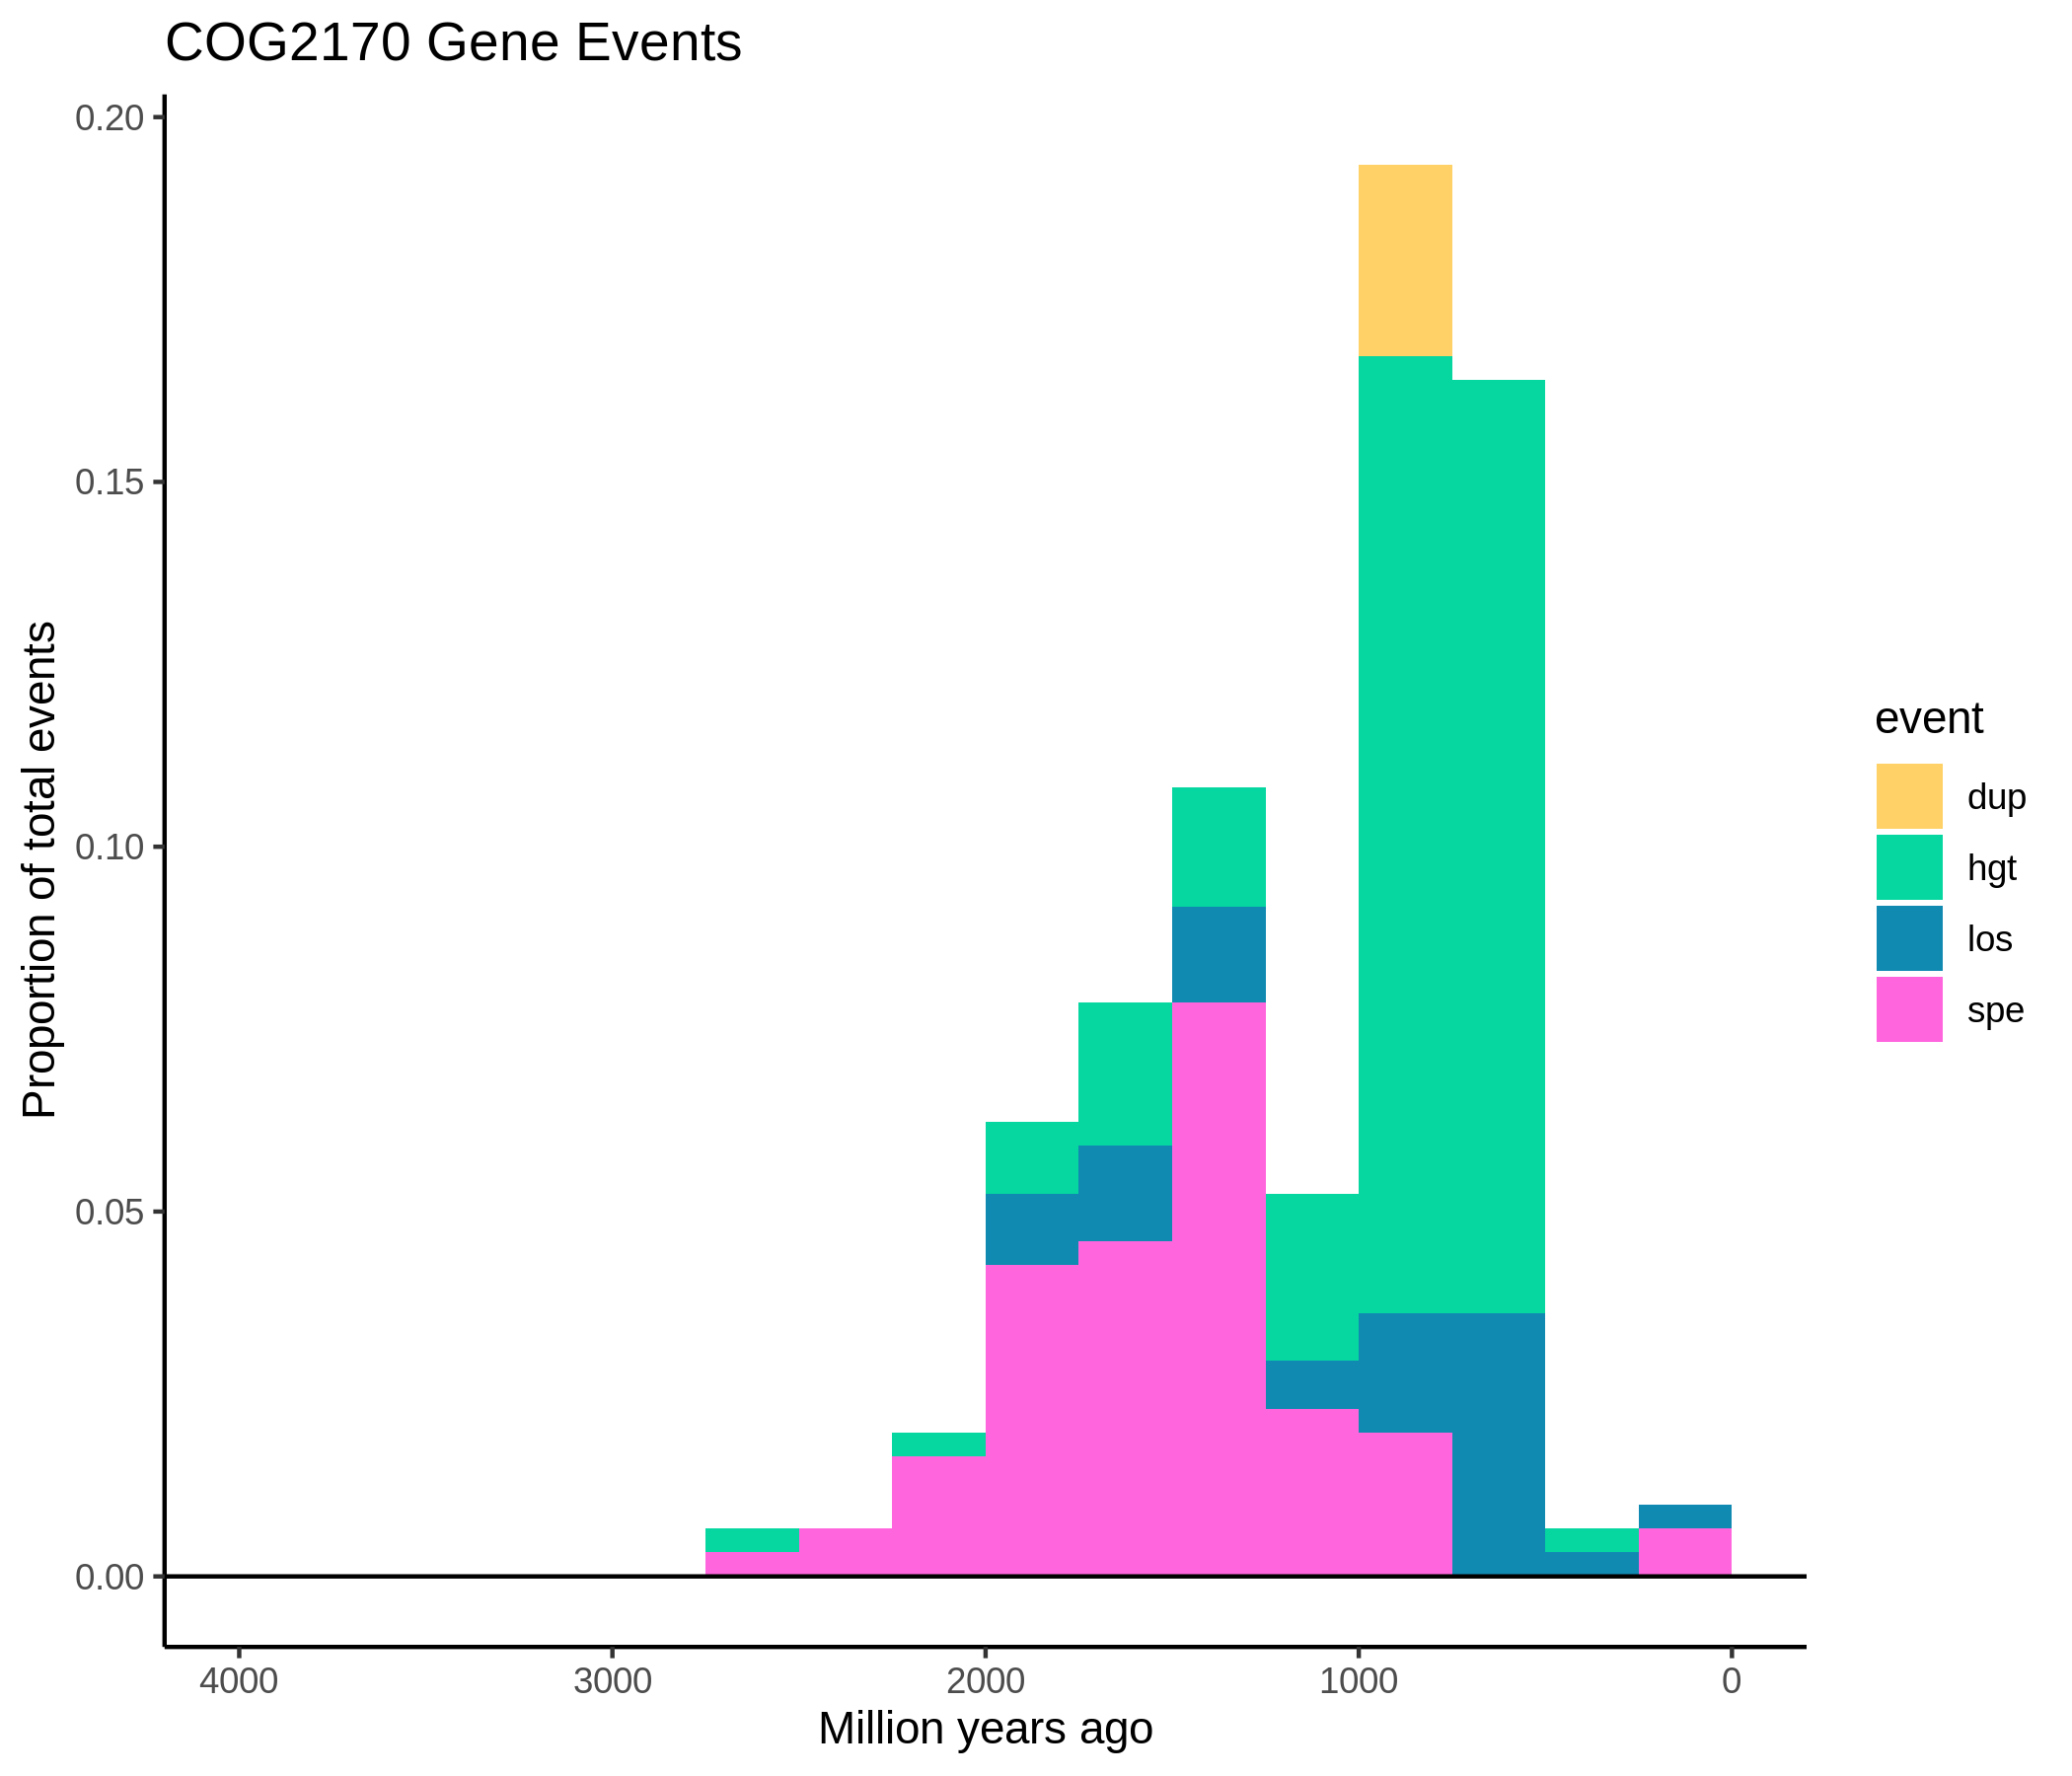 COG2170 Gene Events
Proportion of total events
0.20
0.15
0.10
0.05
0.00
4000 3000 2000 1000 0
Million years ago
event
dup
hgt
los
spe